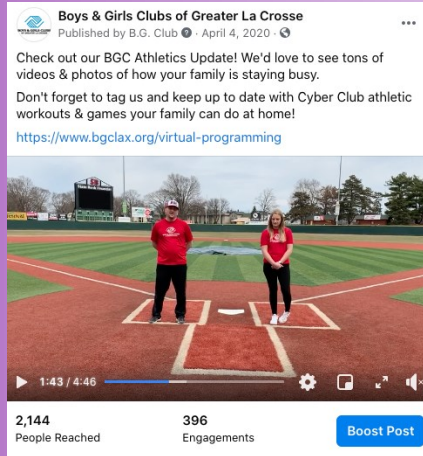 Boys & Girls Clubs of Greater La Crosse
Published by B.G. Club · April 4, 2020 ·
Check out our BGC Athletics Update! We'd love to see tons of
videos & photos of how your family is staying busy.
Don't forget to tag us and keep up to date with Cyber Club athletic
workouts & games your family can do at home!
https://www.bgclax.org/virtual-programming
1:43 / 4:46
2,144
396
People Reached
Engagements
Boost Post